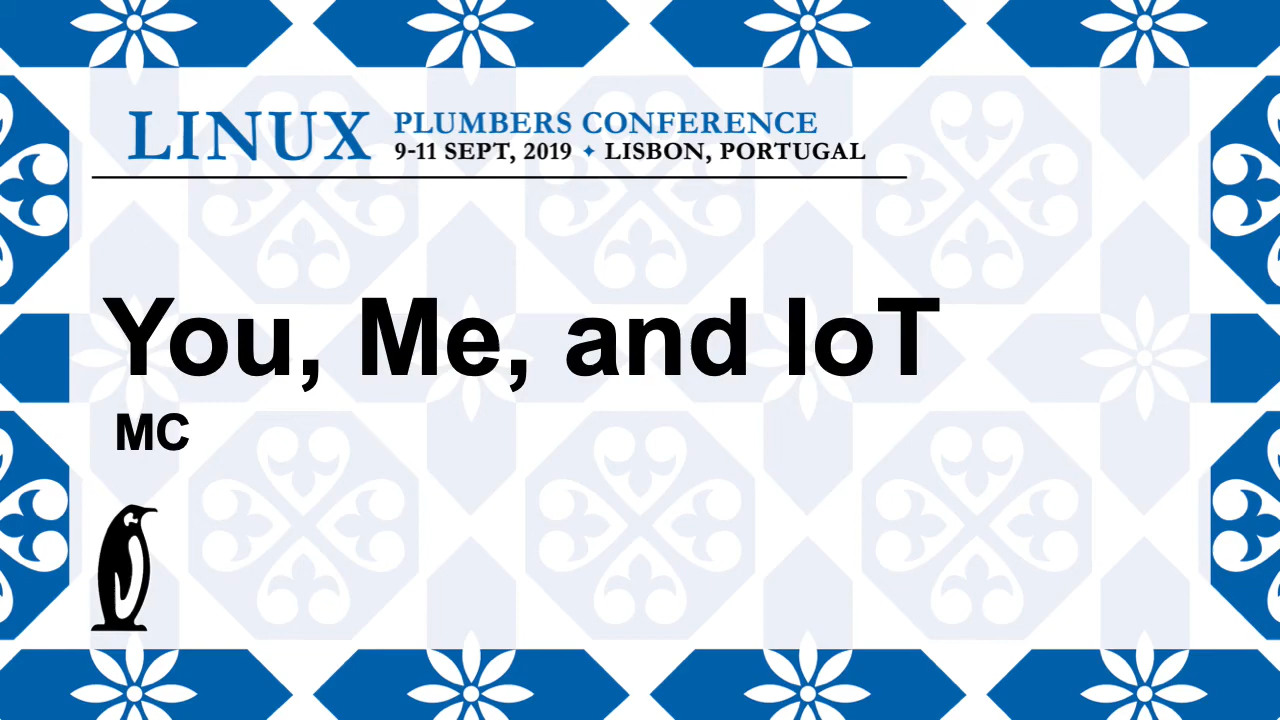 LINUX PLUMBERS CONFERENCE
9-11 SEPT, 2019 ✦ LISBON, PORTUGAL
You, Me, and IoT
MC